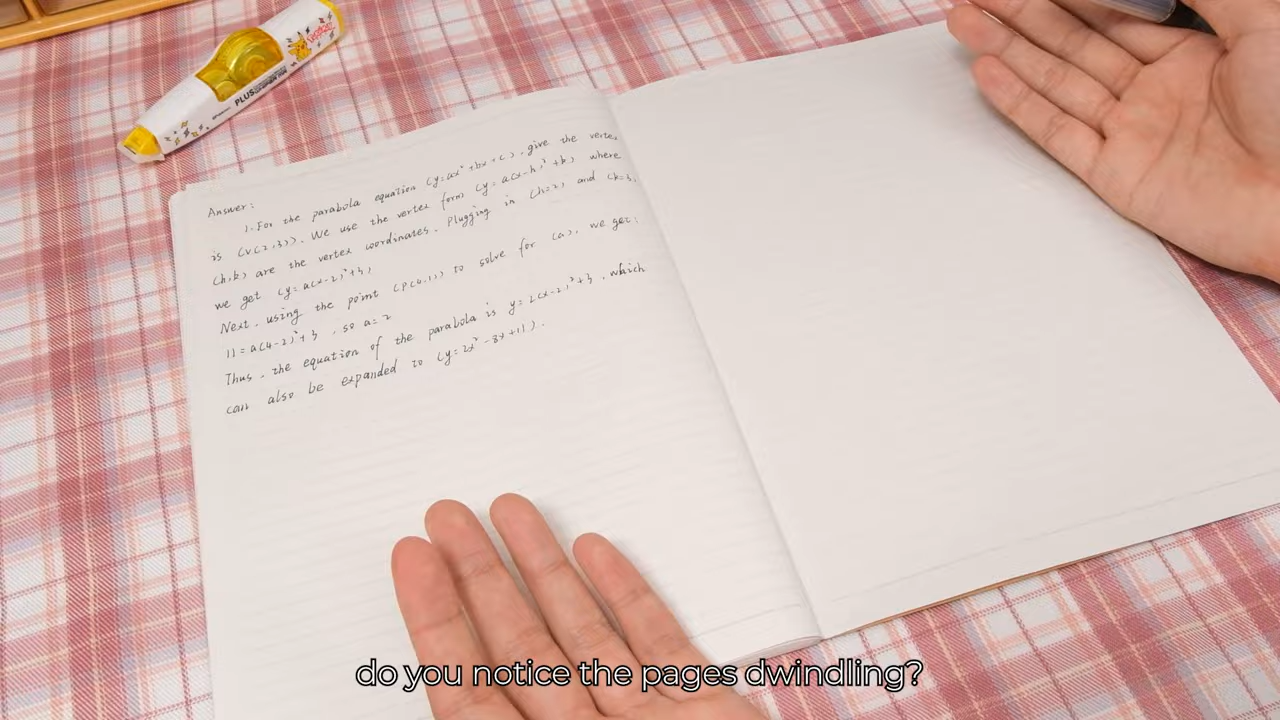 PLUS
Answer:
1. For the parabola equation (y=ax²+bx+c), give the vertex
is (v(2,3)). We use the vertex form (y=a(x-h)²+k) where
(h,k) are the vertex coordinates. Plugging in (h=2) and (k=3,
we get (y=a(x-2)²+3,
Next, using the point (P(4,11) to solve for (a), we get:
11=a(4-2)²+3, so a=2
Thus, the equation of the parabola is y=2(x-2)²+3, which
can also be expanded to (y=2x²-8x+11).
do you notice the pages dwindling?